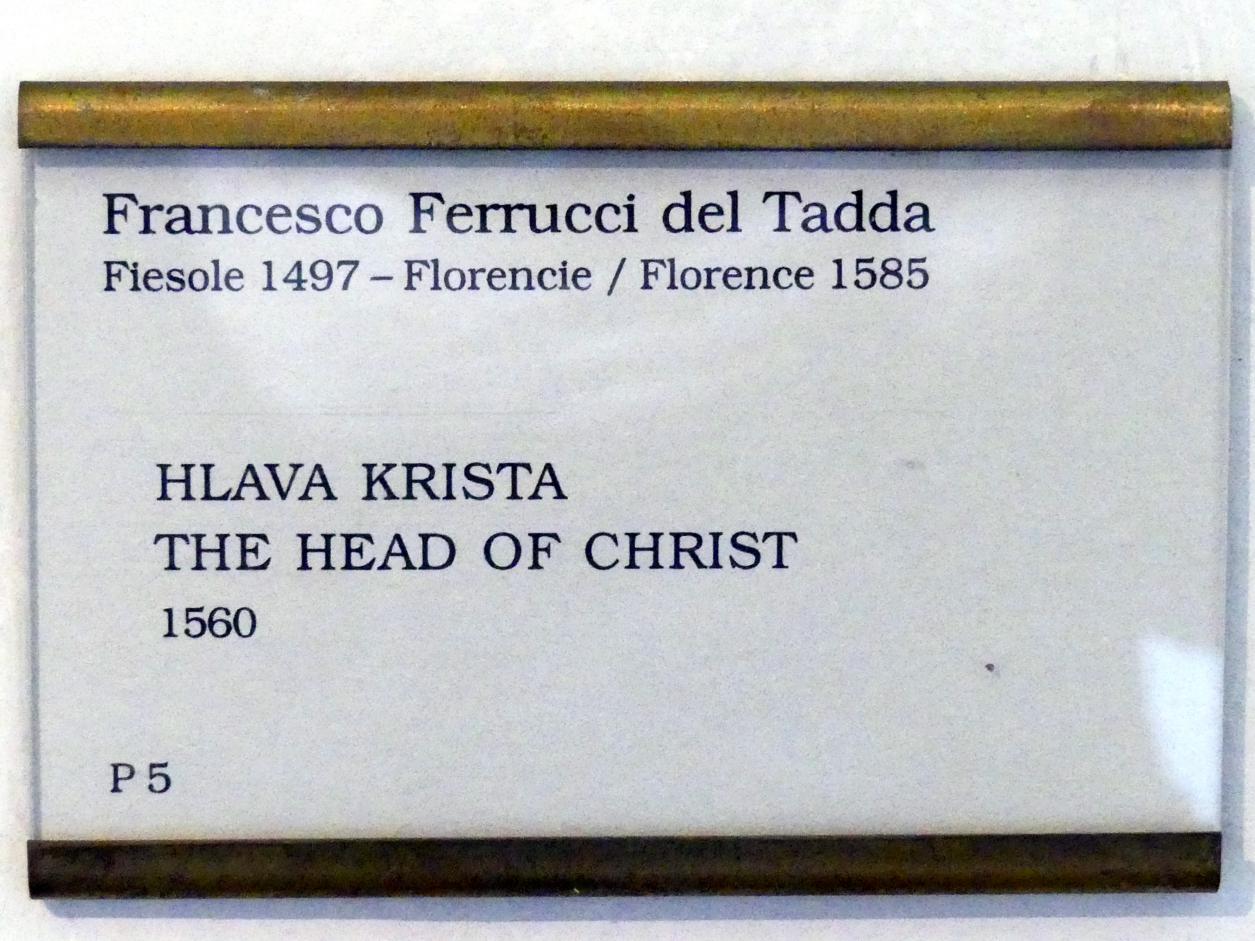 Francesco Ferrucci del Tadda
Fiesole 1497 – Florencie / Florence 1585
HLAVA KRISTA
THE HEAD OF CHRIST
1560
P 5